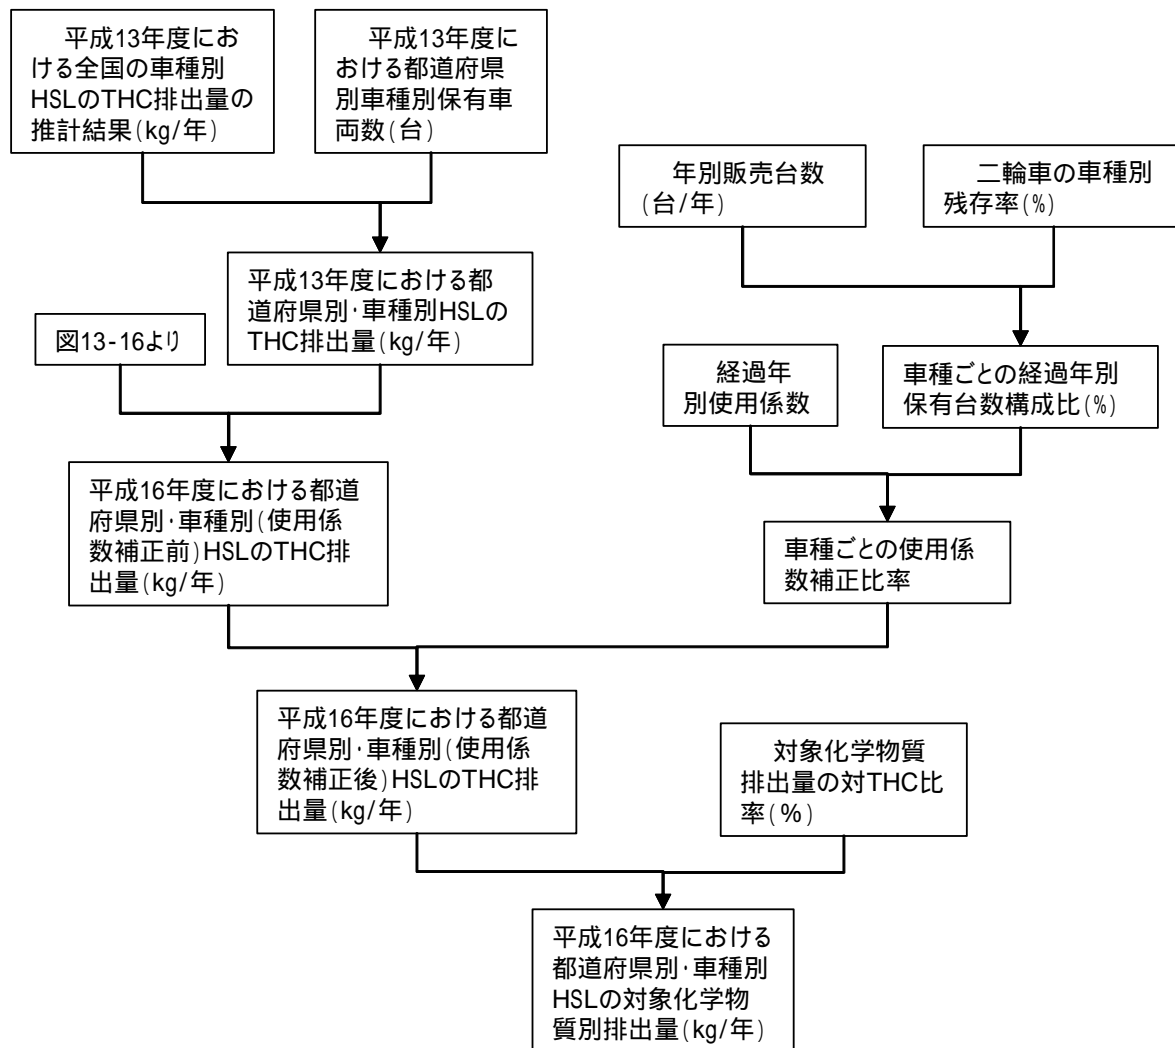 平成13年度にお
ける全国の車種別
HSLのTHC排出量の
推計結果(kg/年)
平成13年度に
おける都道府県
別車種別保有車
両数(台)
年別販売台数
(台/年)
二輪車の車種別
残存率(%)
平成13年度における都
道府県別・車種別HSLの
THC排出量(kg/年)
図13-16より
経過年
別使用係数
車種ごとの経過年別
保有台数構成比(%)
平成16年度における都道
府県別・車種別(使用係
数補正前)HSLのTHC排
出量(kg/年)
車種ごとの使用係
数補正比率
平成16年度における都道
府県別・車種別(使用係
数補正後)HSLのTHC排
出量(kg/年)
対象化学物質
排出量の対THC比
率(%)
平成16年度における
都道府県別・車種別
HSLの対象化学物
質別排出量(kg/年)